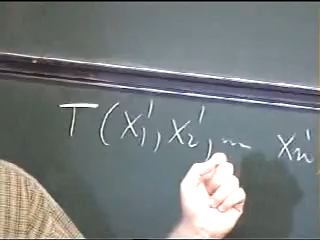 T(x₁', x₂', ... xₙ'